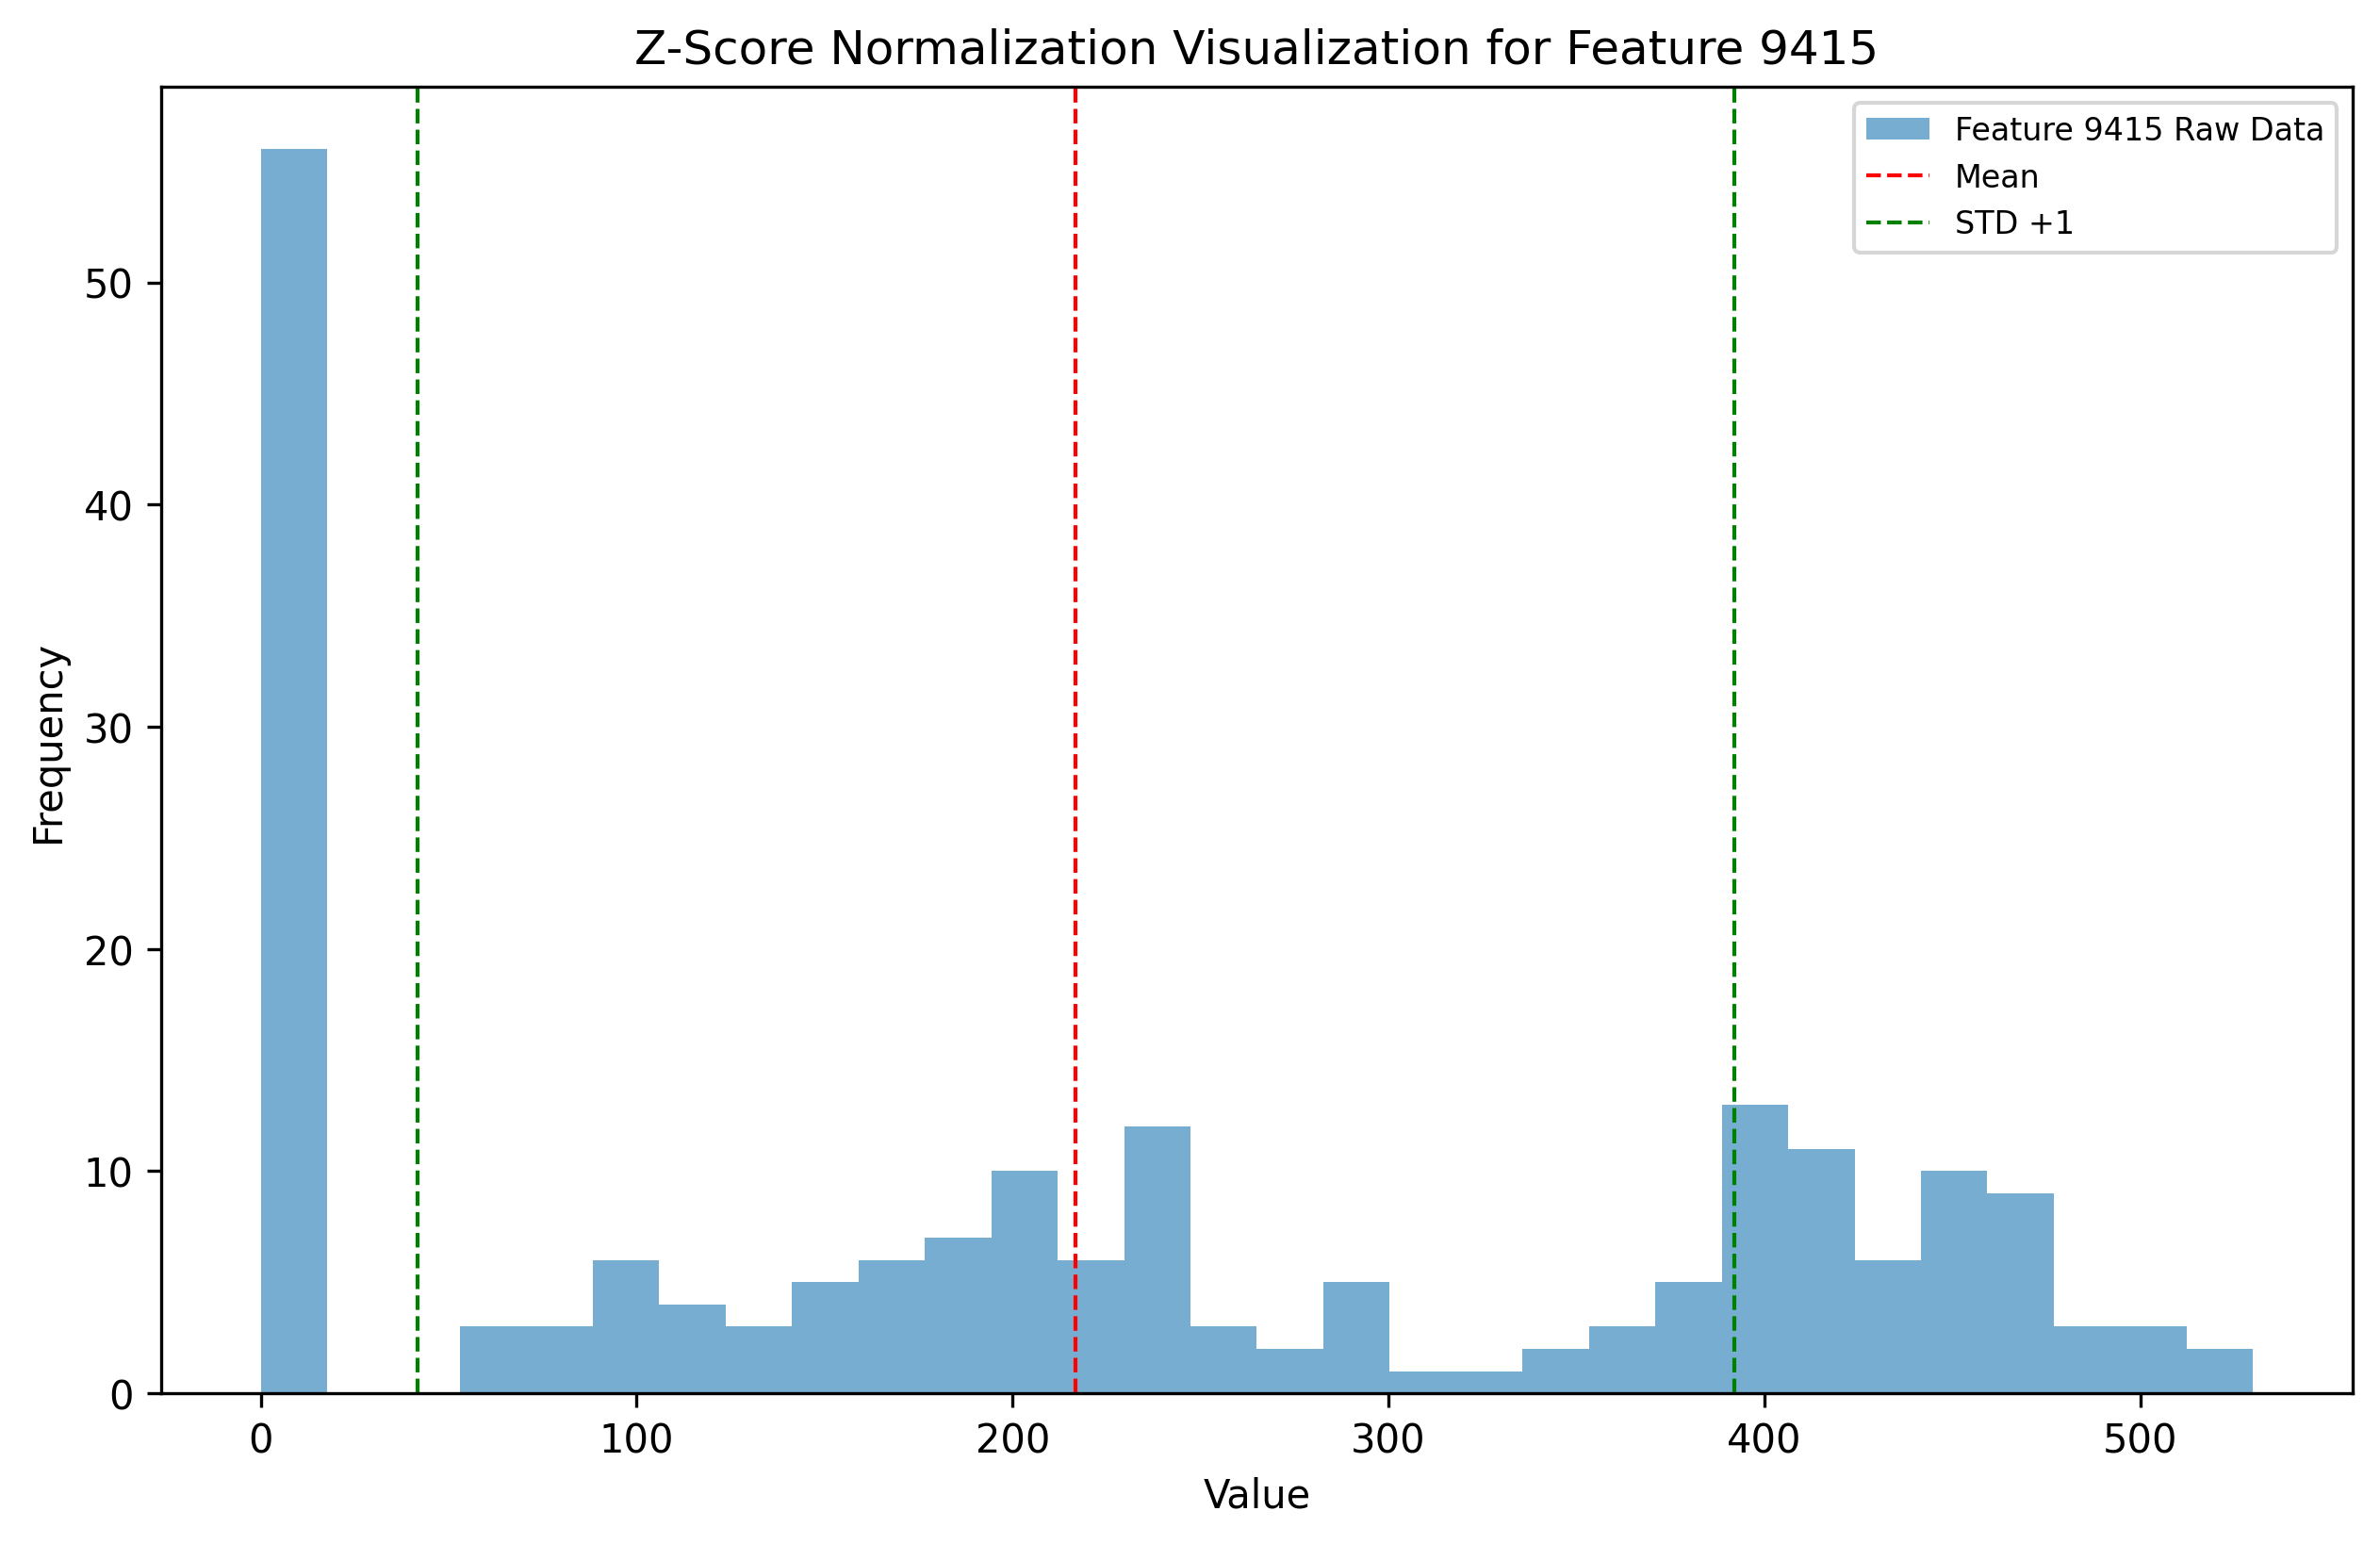 Z-Score Normalization Visualization for Feature 9415
Feature 9415 Raw Data
Mean
STD +1
50
40
30
20
10
0
Frequency
0 100 200 300 400 500
Value